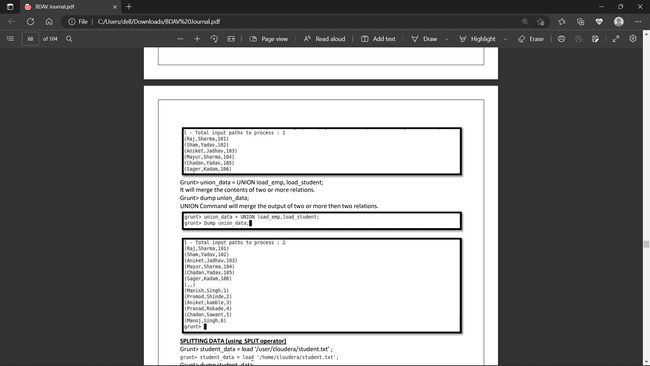 BDAV Journal.pdf
File
C:/Users/dell/Downloads/BDAV%20Journal.pdf
68 of 104
Page view
Read aloud
Add text
Draw
Highlight
Erase
l - Total input paths to process : 1
(Raj,Sharma,101)
(Sham,Yadav,102)
(Aniket,Jadhav,103)
(Mayur,Sharma,104)
(Chadan,Yadav,105)
(Sager,Kadam,106)
Grunt> union_data = UNION load_emp, load_student;
It will merge the contents of two or more relations.
Grunt> dump union_data;
UNION Command will merge the output of two or more then two relations.
grunt> union_data = UNION load_emp,load_student;
grunt> Dump union_data;
l - Total input paths to process : 2
(Raj,Sharma,101)
(Sham,Yadav,102)
(Aniket,Jadhav,103)
(Mayur,Sharma,104)
(Chadan,Yadav,105)
(Sager,Kadam,106)
(,,)
(Manish,Singh,1)
(Promod,Shinde,2)
(Aniket,kamble,3)
(Prasad,Rokade,4)
(Chadan,Sawant,5)
(Manoj,Singh,6)
grunt>
SPLITTING DATA (using SPLIT operator)
Grunt> student_data = load '/user/cloudera/student.txt' ;
grunt> student_data = load '/home/cloudera/student.txt';
Grunt> dump student_data;